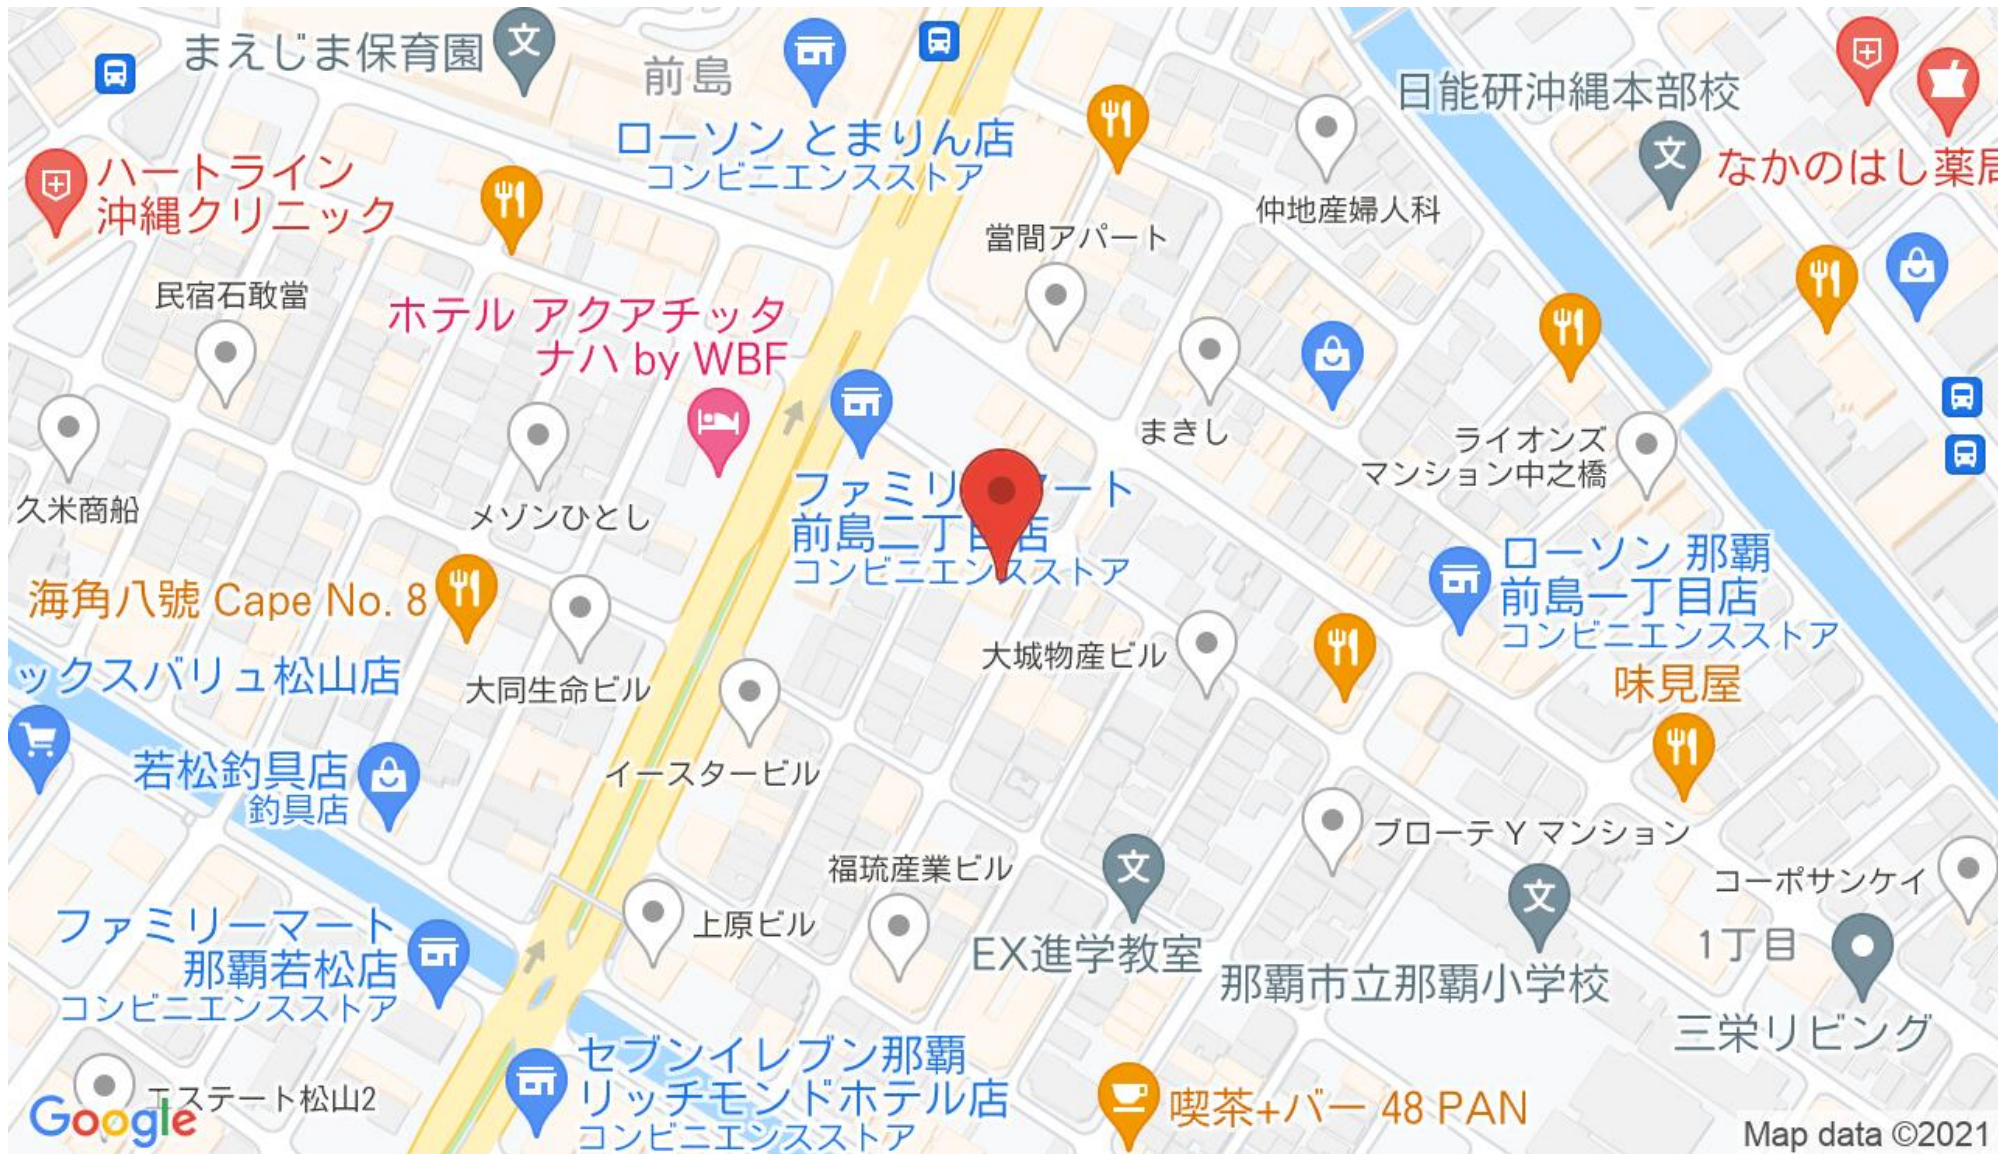 まえじま保育園
前島
日能研沖縄本部校
ローソン とまりん店
コンビニエンスストア
なかのはし薬局
ハートライン
沖縄クリニック
仲地産婦人科
當間アパート
民宿石敢當
ホテル アクアチッタ
ナハ by WBF
まきし
ライオンズ
マンション中之橋
久米商船
メゾンひとし
前島二丁目店
コンビニエンスストア
ローソン 那覇
前島一丁目店
コンビニエンスストア
海角八號 Cape No. 8
大城物産ビル
ックスバリュ松山店
大同生命ビル
味見屋
若松釣具店
釣具店
イースタービル
ブローテ Y マンション
福琉産業ビル
コーポサンケイ
ファミリーマート
那覇若松店
コンビニエンスストア
上原ビル
EX進学教室
那覇市立那覇小学校
1丁目
三栄リビング
セブンイレブン那覇
リッチモンドホテル店
コンビニエンスストア
エステート松山2
喫茶+バー 48 PAN
Google
Map data ©2021